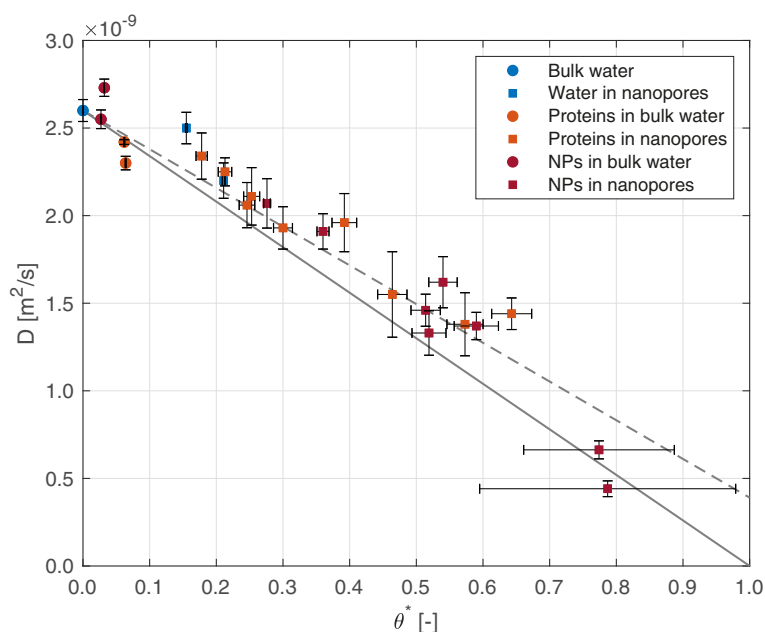 ×10⁻⁹
3.0
2.5
2.0
1.5
1.0
0.5
0.0
D [m²/s]
Bulk water
Water in nanopores
Proteins in bulk water
Proteins in nanopores
NPs in bulk water
NPs in nanopores
0.0 0.1 0.2 0.3 0.4 0.5 0.6 0.7 0.8 0.9 1.0
θ* [-]